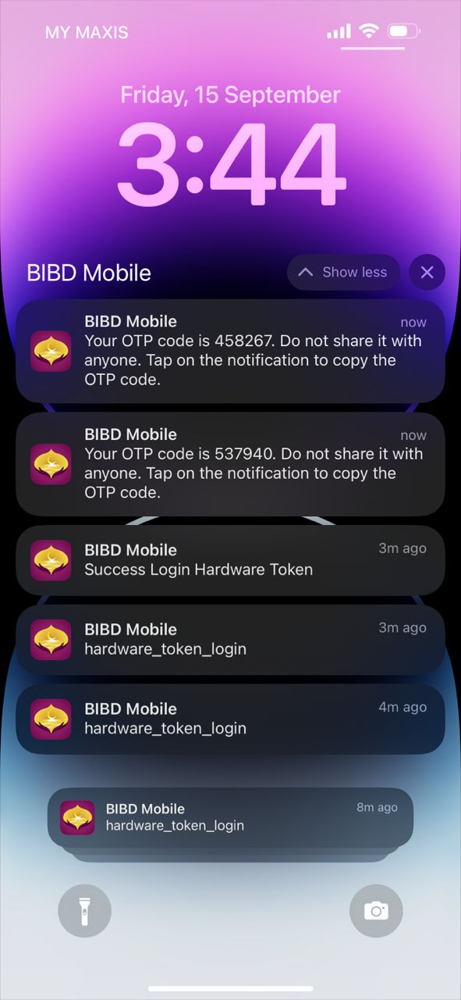 MY MAXIS
Friday, 15 September
3:44
BIBD Mobile
Show less
BIBD Mobile
now
Your OTP code is 458267. Do not share it with
anyone. Tap on the notification to copy the
OTP code.
BIBD Mobile
now
Your OTP code is 537940. Do not share it with
anyone. Tap on the notification to copy the
OTP code.
BIBD Mobile
3m ago
Success Login Hardware Token
BIBD Mobile
3m ago
hardware_token_login
BIBD Mobile
4m ago
hardware_token_login
BIBD Mobile
8m ago
hardware_token_login